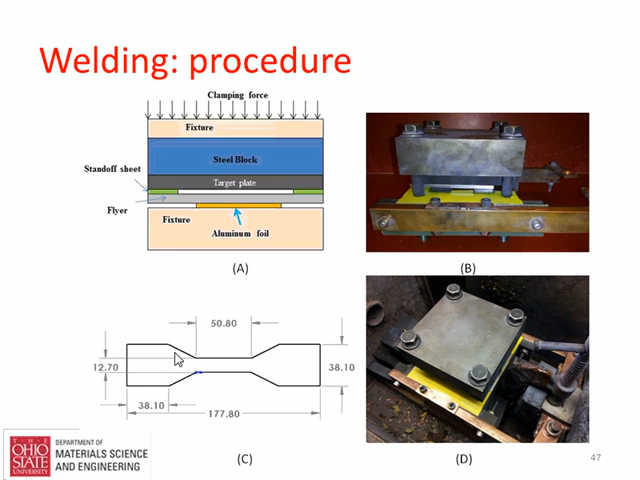 Welding: procedure
Clamping force
Fixture
Steel Block
Standoff sheet
Target plate
Flyer
Fixture
Aluminum foil
(A)
(B)
50.80
12.70
38.10
38.10
177.80
(C)
(D)
THE
OHIO
STATE
UNIVERSITY
DEPARTMENT OF
MATERIALS SCIENCE
AND ENGINEERING
47